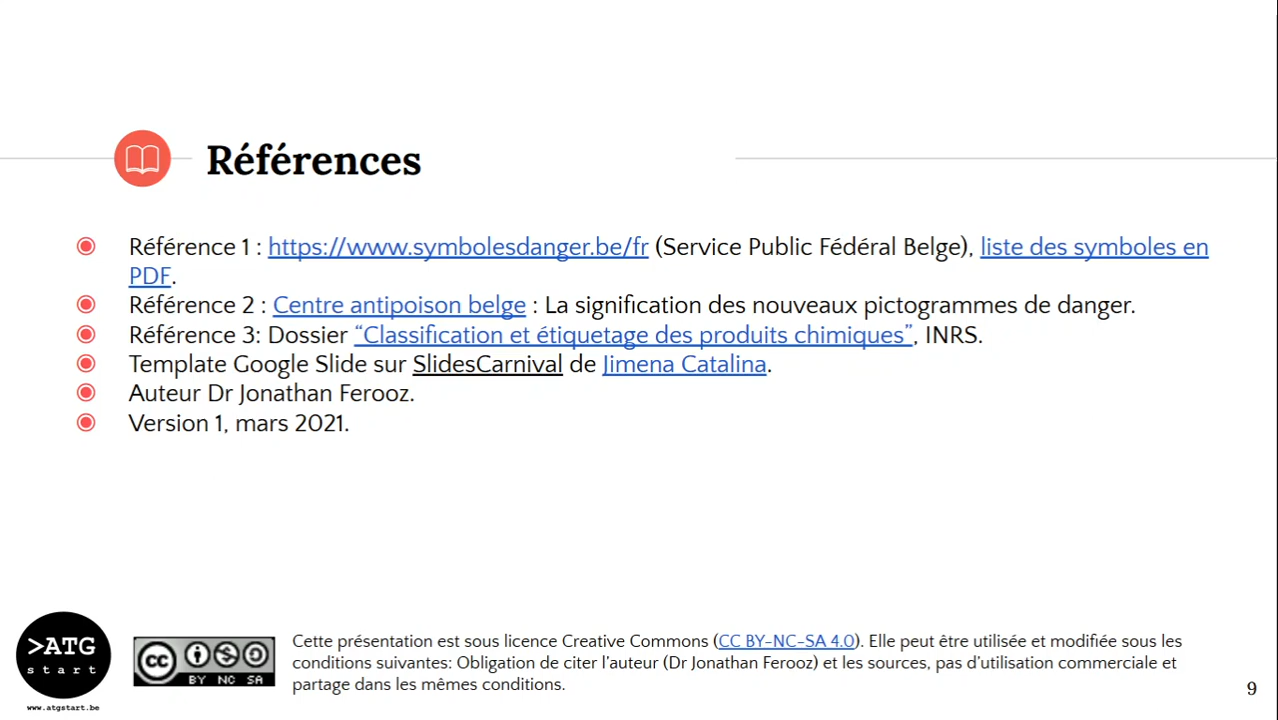 Références
Référence 1 : https://www.symbolesdanger.be/fr (Service Public Fédéral Belge), liste des symboles en
PDF.
Référence 2 : Centre antipoison belge : La signification des nouveaux pictogrammes de danger.
Référence 3: Dossier “Classification et étiquetage des produits chimiques”, INRS.
Template Google Slide sur SlidesCarnival de Jimena Catalina.
Auteur Dr Jonathan Ferooz.
Version 1, mars 2021.
>ATG
start
www.atgstart.be
cc
BY NC SA
Cette présentation est sous licence Creative Commons (CC BY-NC-SA 4.0). Elle peut être utilisée et modifiée sous les
conditions suivantes: Obligation de citer l’auteur (Dr Jonathan Ferooz) et les sources, pas d’utilisation commerciale et
partage dans les mêmes conditions.
9